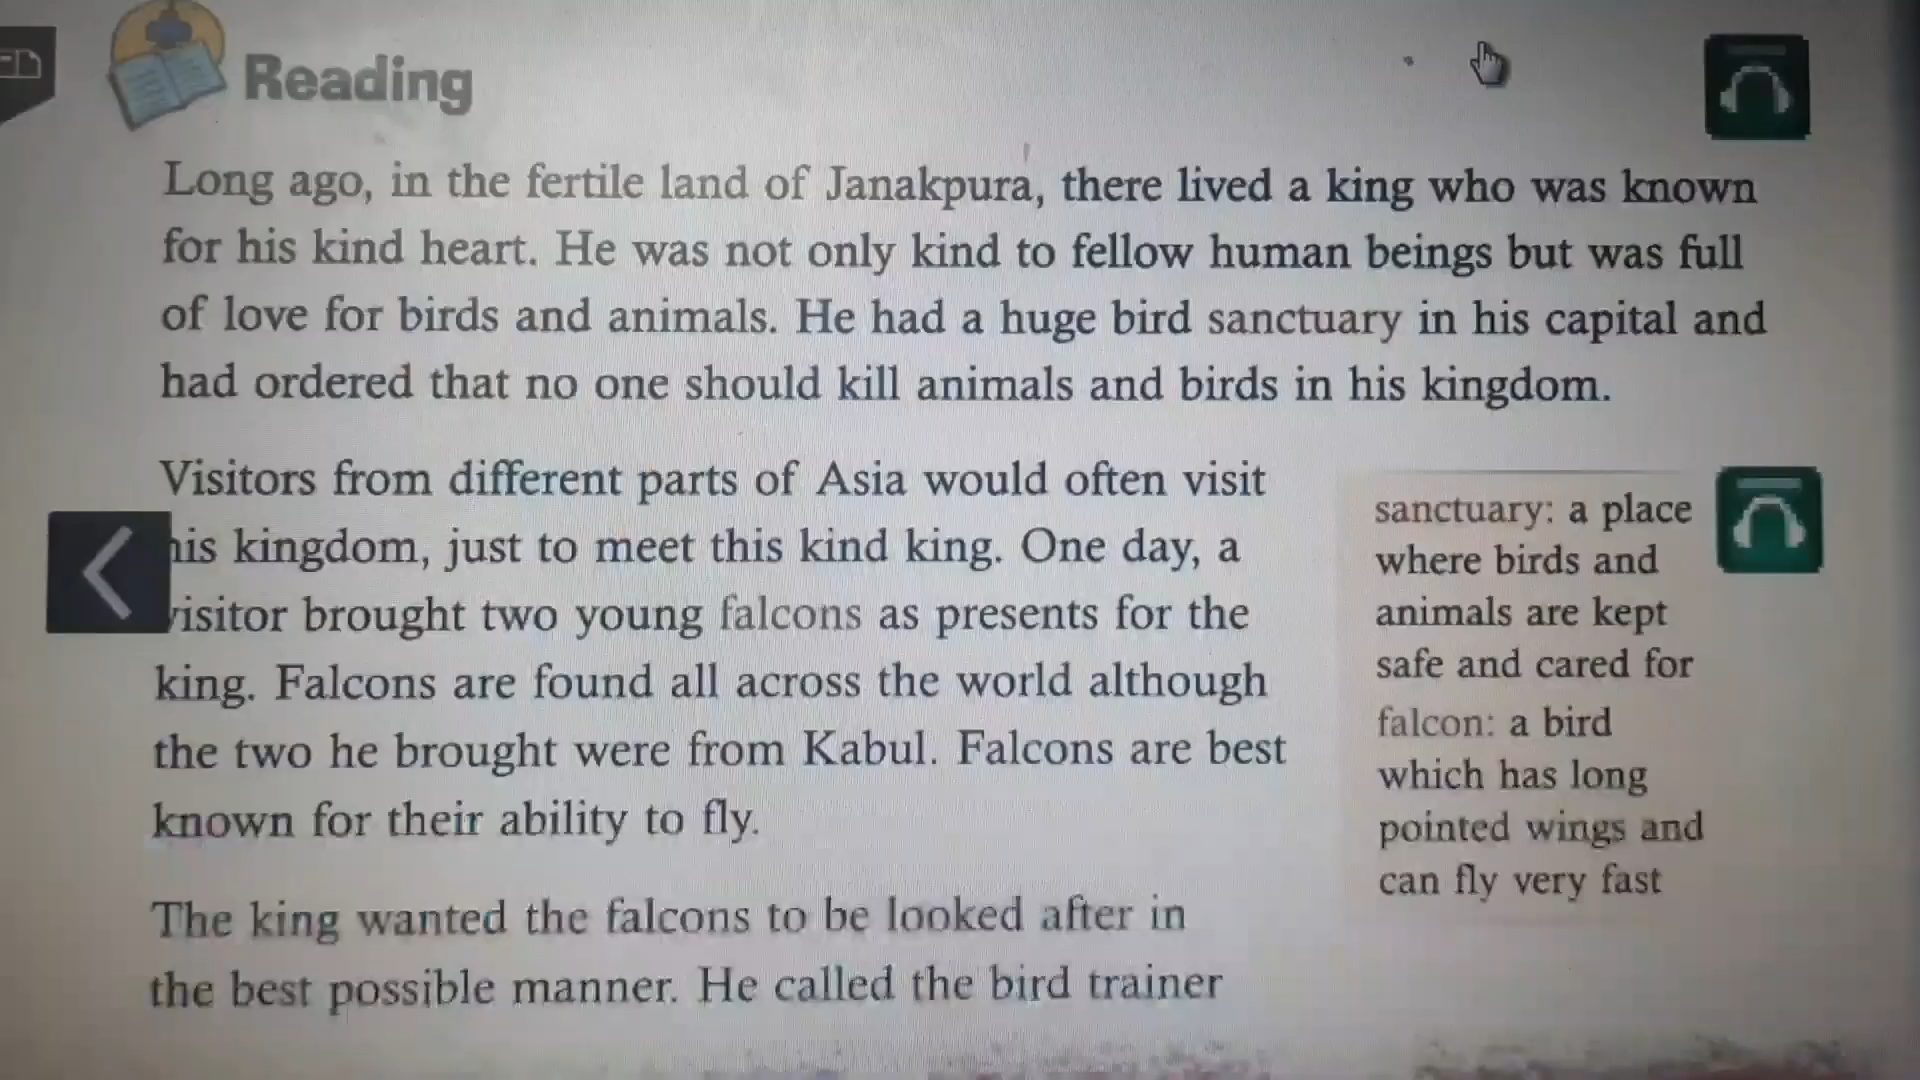 Reading
Long ago, in the fertile land of Janakpura, there lived a king who was known
for his kind heart. He was not only kind to fellow human beings but was full
of love for birds and animals. He had a huge bird sanctuary in his capital and
had ordered that no one should kill animals and birds in his kingdom.
Visitors from different parts of Asia would often visit
his kingdom, just to meet this kind king. One day, a
visitor brought two young falcons as presents for the
king. Falcons are found all across the world although
the two he brought were from Kabul. Falcons are best
known for their ability to fly.
The king wanted the falcons to be looked after in
the best possible manner. He called the bird trainer
sanctuary: a place
where birds and
animals are kept
safe and cared for
falcon: a bird
which has long
pointed wings and
can fly very fast